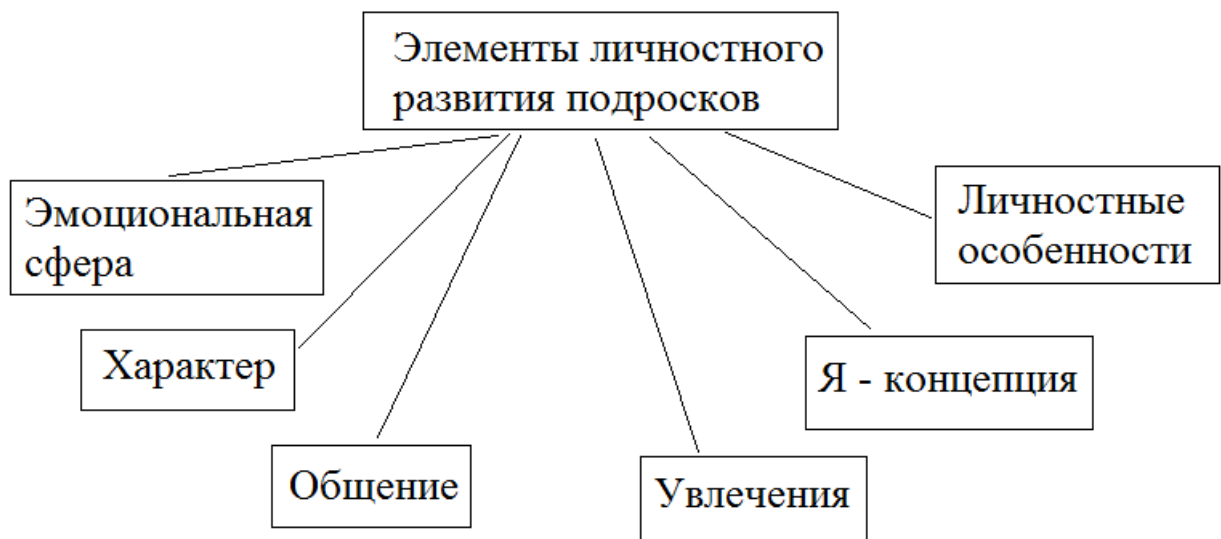 Элементы личностного
развития подросков
Эмоциональная
сфера
Личностные
особенности
Характер
Я - концепция
Общение
Увлечения